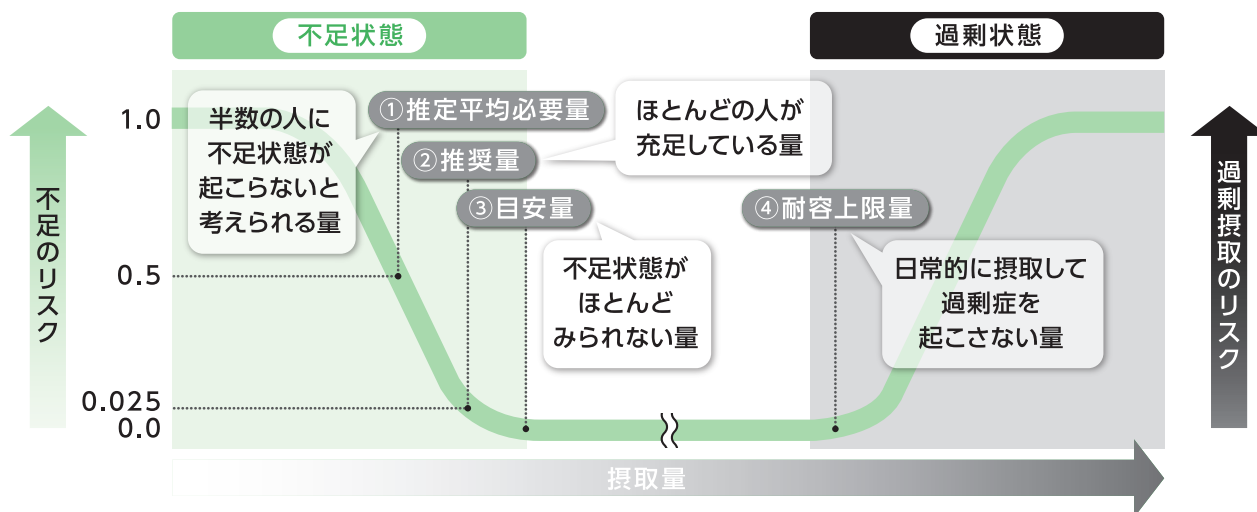 不足状態
過剰状態
不足のリスク
1.0
0.5
0.025
0.0
半数の人に
不足状態が
起こらないと
考えられる量
①推定平均必要量
②推奨量
ほとんどの人が
充足している量
③目安量
不足状態が
ほとんど
みられない量
④耐容上限量
日常的に摂取して
過剰症を
起こさない量
過剰摂取のリスク
摂取量